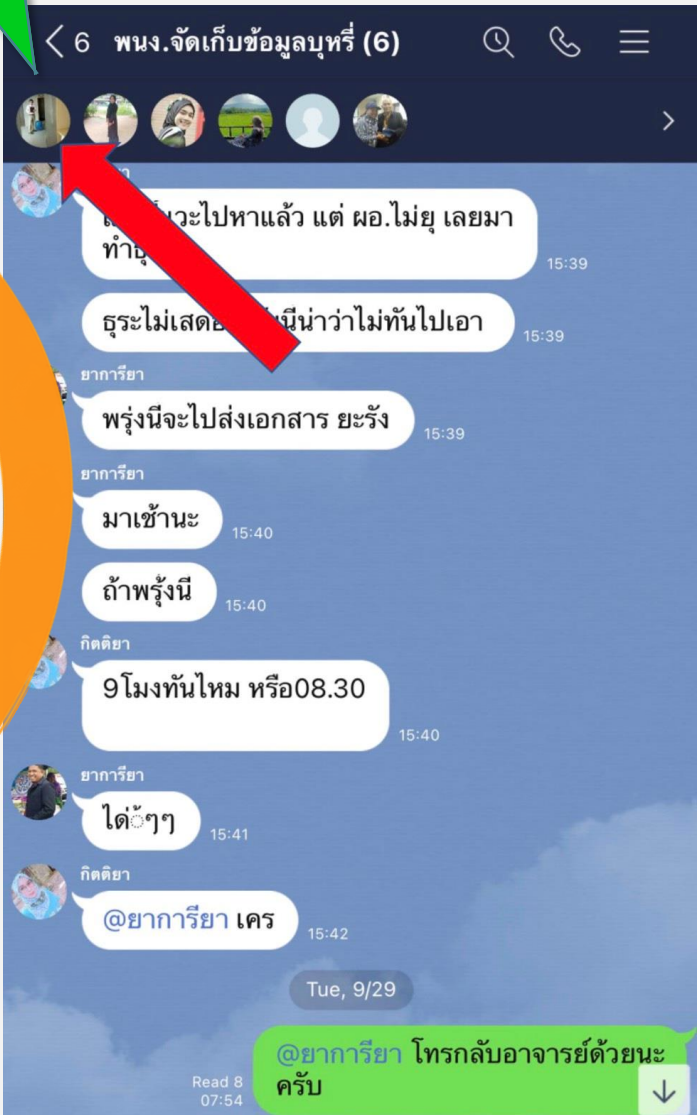 6 พนง.จัดเก็บข้อมูลบุหรี่ (6)
วะไปหาแล้ว แต่ ผอ.ไม่ยุ เลยมา
15:39
ธุระไม่เสด นีน่าว่าไม่ทันไปเอา
15:39
ยาการียา
พรุ่งนีจะไปส่งเอกสาร ยะรัง
15:39
ยาการียา
มาเช้านะ
15:40
ถ้าพรุ้งนี
15:40
กิตติยา
9โมงทันไหม หรือ08.30
15:40
ยาการียา
ได่้ๆๆ
15:41
กิตติยา
@ยาการียา เคร
15:42
Tue, 9/29
@ยาการียา โทรกลับอาจารย์ด้วยนะ
ครับ
Read 8
07:54